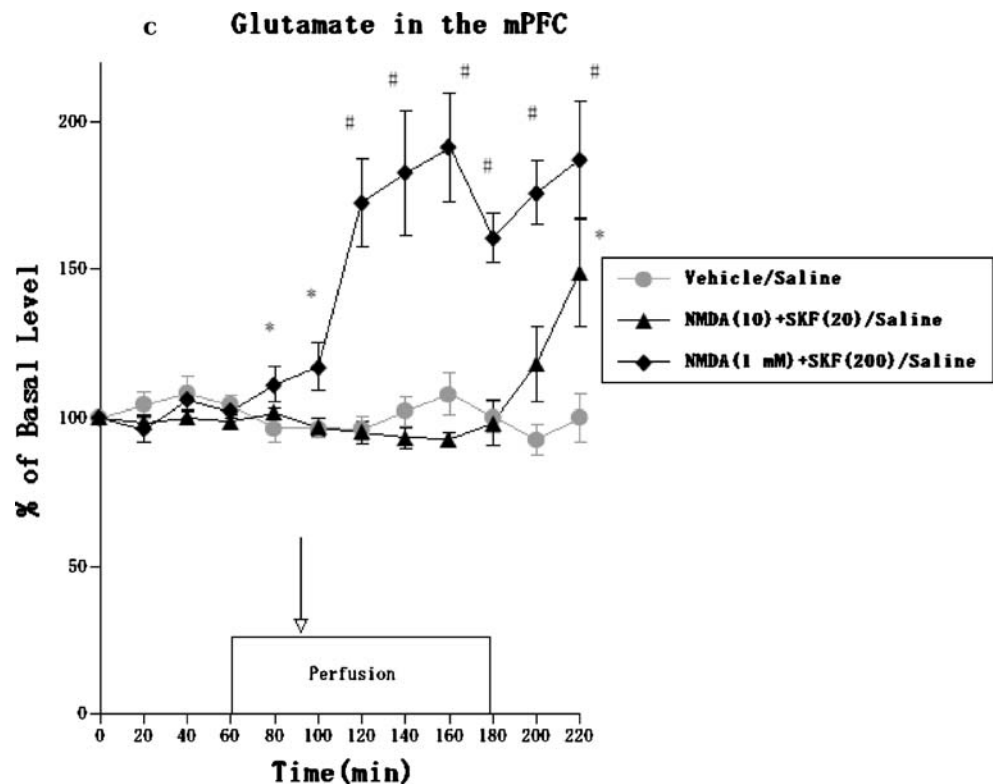 c Glutamate in the mPFC
# # # # # # #
* * *
200
150
100
50
0
% of Basal Level
Vehicle/Saline
NMDA(10)+SKF(20)/Saline
NMDA(1 mM)+SKF(200)/Saline
Perfusion
0 20 40 60 80 100 120 140 160 180 200 220
Time(min)